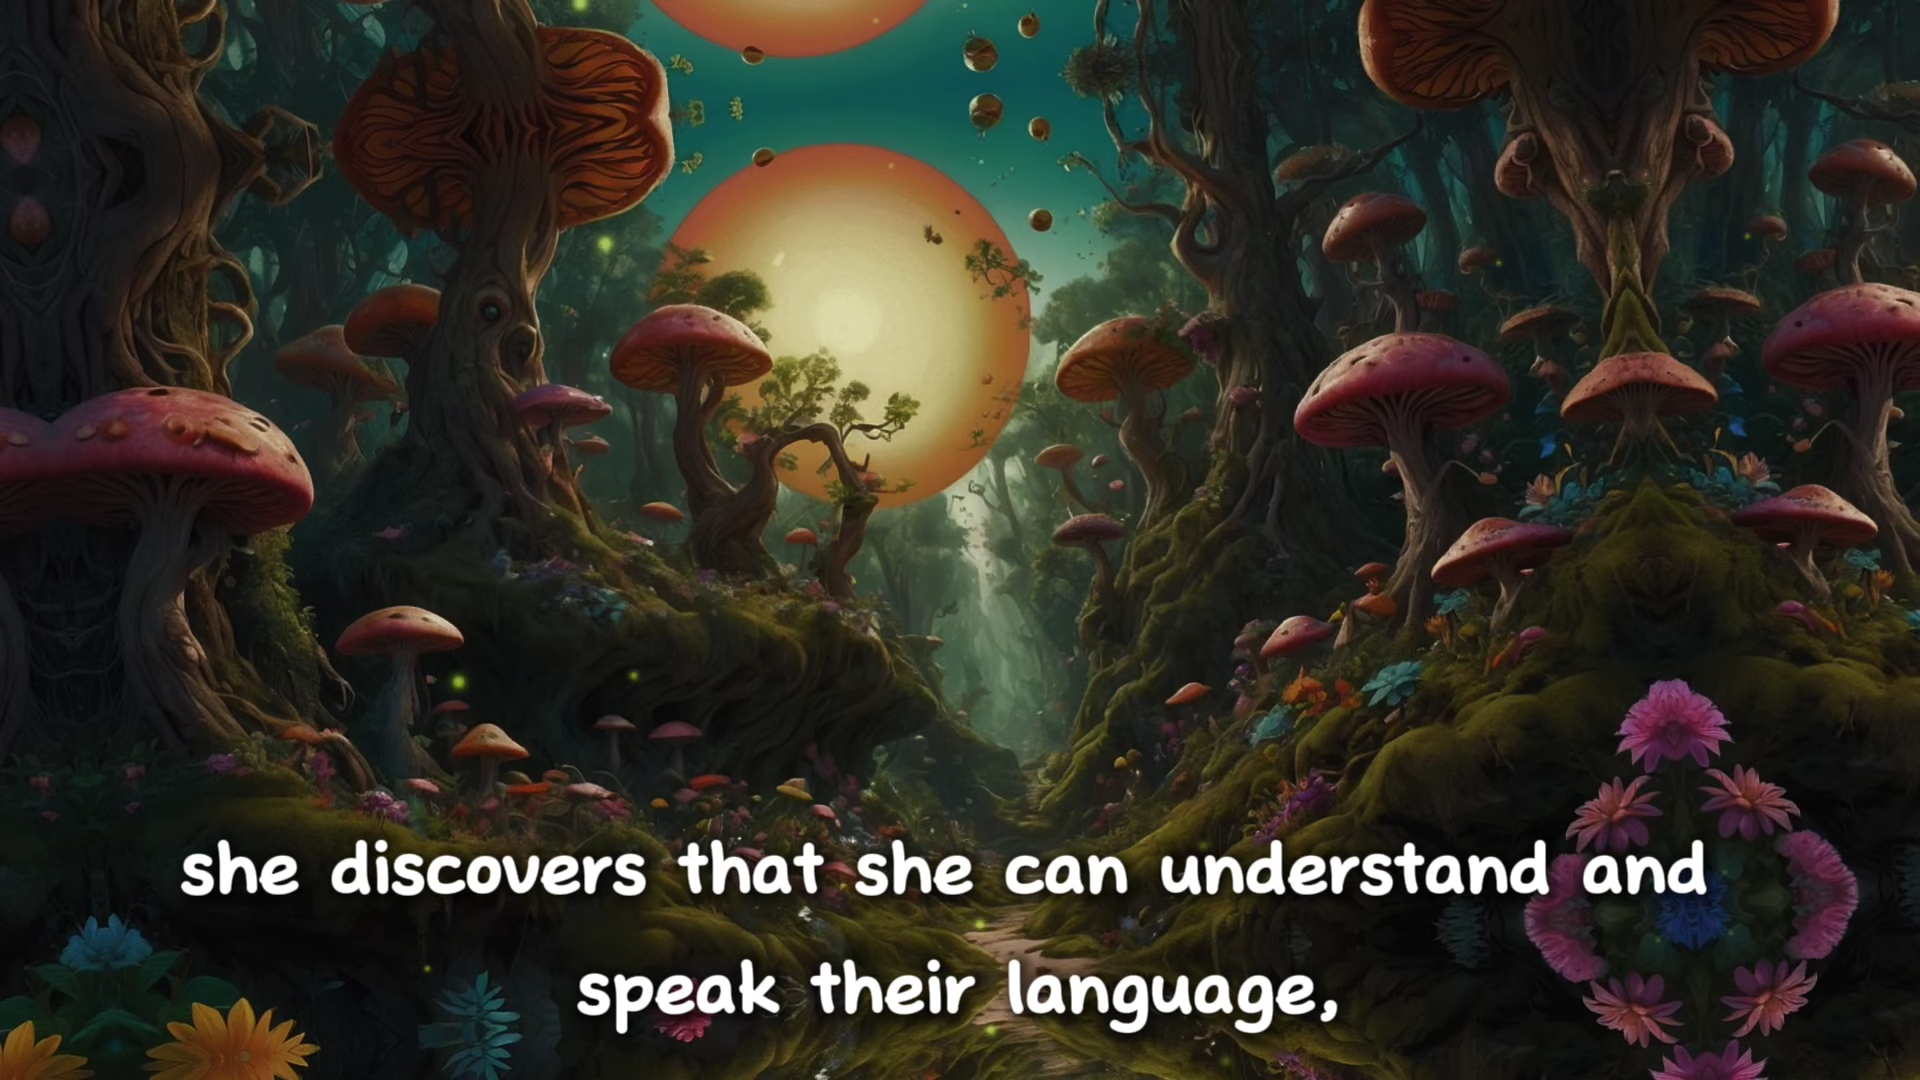 she discovers that she can understand and
speak their language,